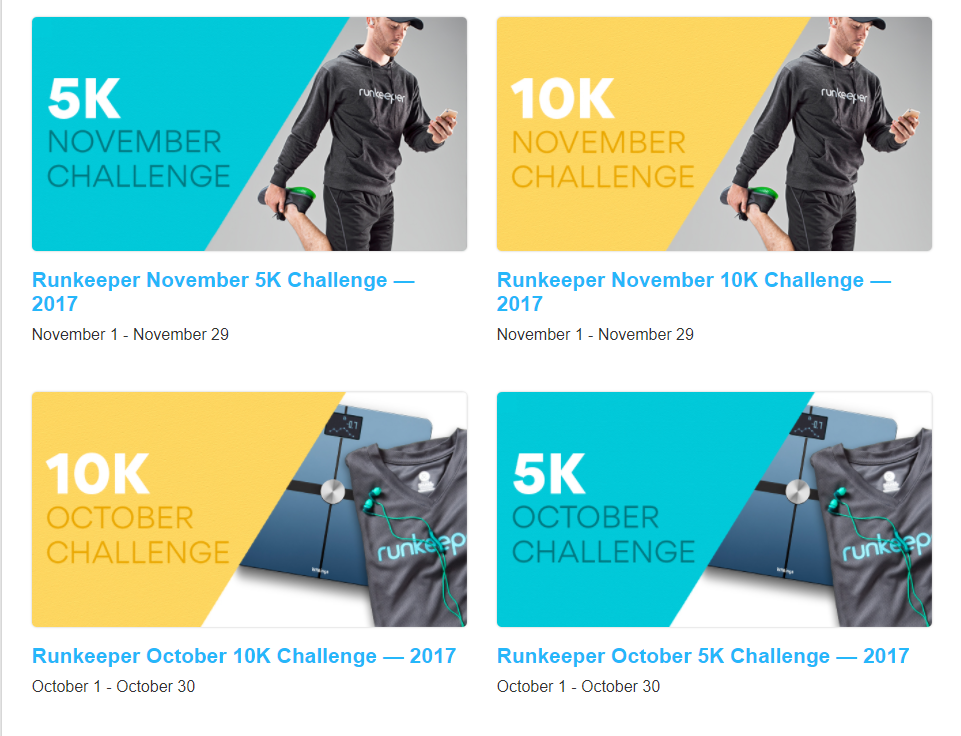 5K
NOVEMBER
CHALLENGE
runkeeper
Runkeeper November 5K Challenge —
2017
November 1 - November 29
10K
NOVEMBER
CHALLENGE
runkeeper
Runkeeper November 10K Challenge —
2017
November 1 - November 29
10K
OCTOBER
CHALLENGE
runkeep
Runkeeper October 10K Challenge — 2017
October 1 - October 30
5K
OCTOBER
CHALLENGE
runkeep
Runkeeper October 5K Challenge — 2017
October 1 - October 30